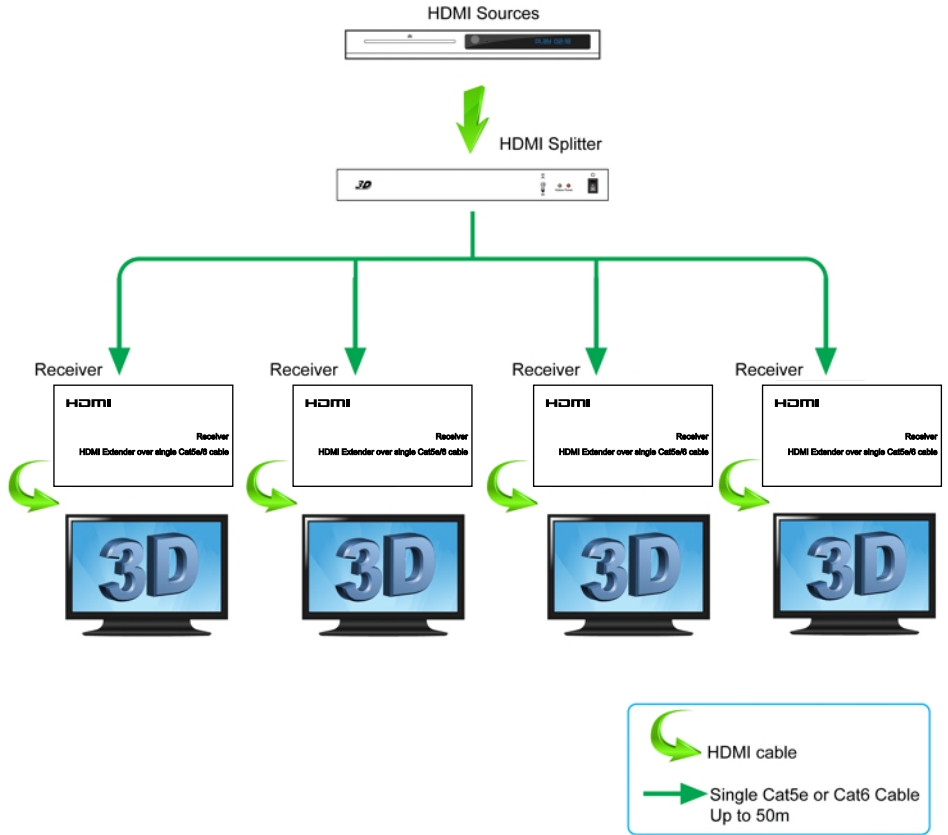 HDMI Sources
PLAY 08:15
HDMI Splitter
3D
Receiver
Receiver
Receiver
Receiver
HDMI
Receiver
HDMI Extender over single Cat5e/6 cable
HDMI
Receiver
HDMI Extender over single Cat5e/6 cable
HDMI
Receiver
HDMI Extender over single Cat5e/6 cable
HDMI
Receiver
HDMI Extender over single Cat5e/6 cable
3D
3D
3D
3D
HDMI cable
Single Cat5e or Cat6 Cable
Up to 50m